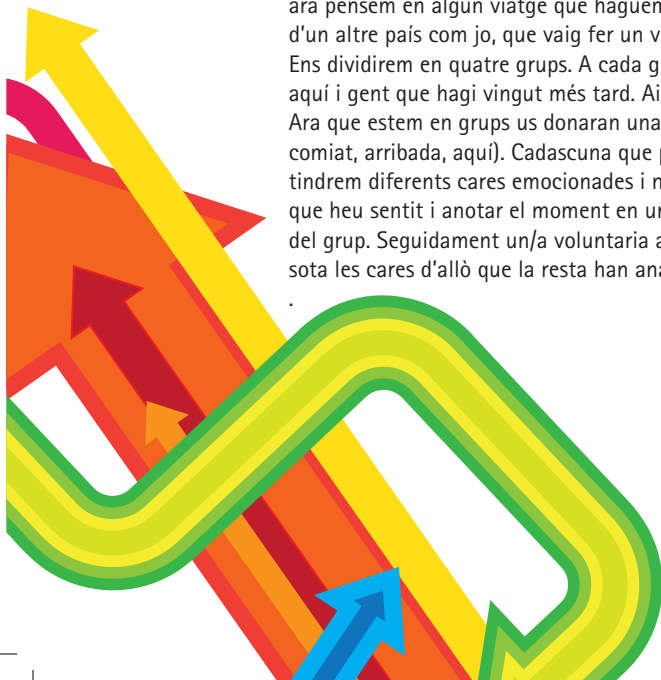 ara pensem en algun viatge que haguem
d'un altre país com jo, que vaig fer un v
Ens dividirem en quatre grups. A cada g
aquí i gent que hagi vingut més tard. Ai
Ara que estem en grups us donaran una
comiat, arribada, aquí). Cadascuna que p
tindrem diferents cares emocionades i n
que heu sentit i anotar el moment en ur
del grup. Seguidament un/a voluntaria a
sota les cares d'allò que la resta han ana
.